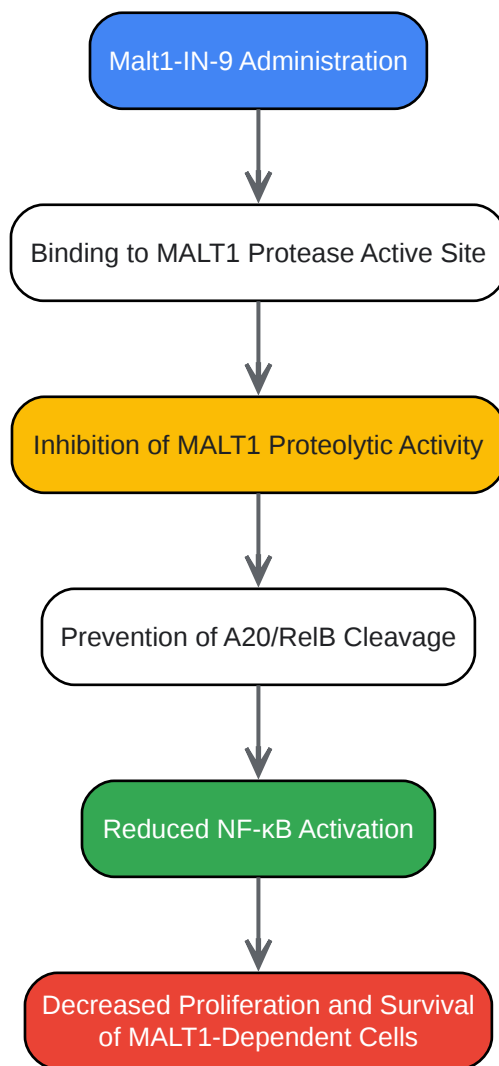 Malt1-IN-9 Administration
Binding to MALT1 Protease Active Site
Inhibition of MALT1 Proteolytic Activity
Prevention of A20/RelB Cleavage
Reduced NF-κB Activation
Decreased Proliferation and Survival
of MALT1-Dependent Cells